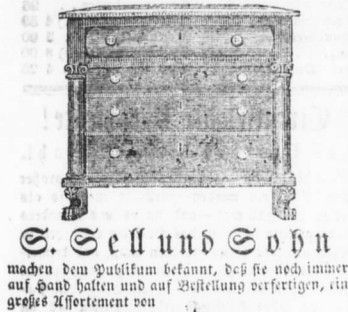 S. Sell und Sohn
machen dem Publikum bekannt, daß sie noch immer
auf Hand halten und auf Bestellung verfertigen, ein
großes Assortement von